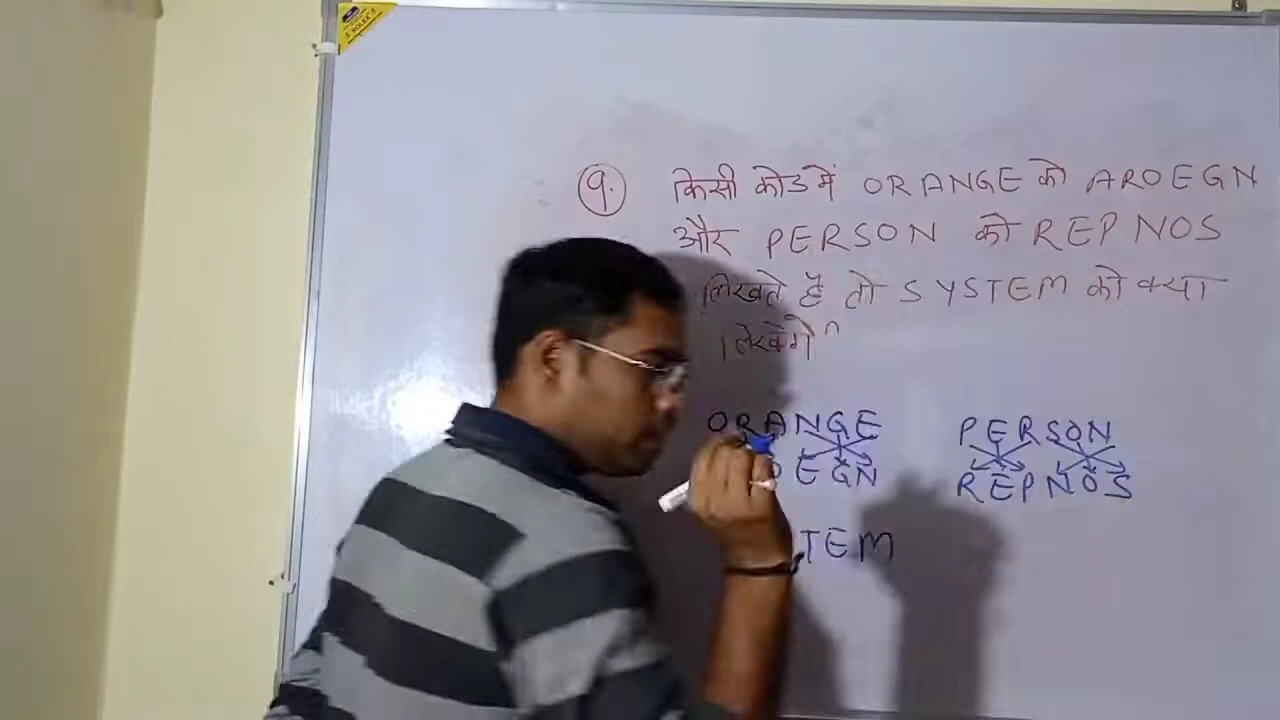 9. किसी कोड में ORANGE को AROEGN
और PERSON को REPNOS
लिखते है तो SYSTEM को क्या
लिखेंगे
ORANGE PERSON
EGN REPNOS
TEM